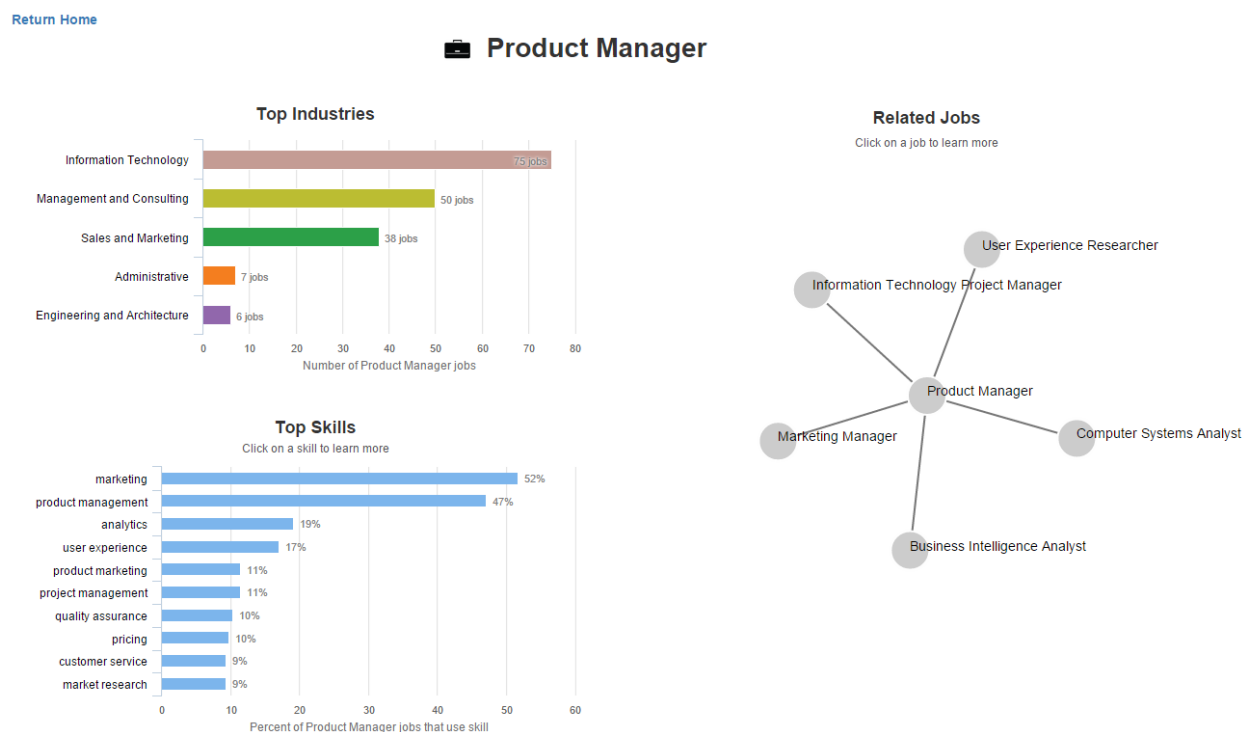 Return Home
Product Manager
Top Industries
Information Technology
75 jobs
Management and Consulting
50 jobs
Sales and Marketing
38 jobs
Administrative
7 jobs
Engineering and Architecture
6 jobs
0 10 20 30 40 50 60 70 80
Number of Product Manager jobs
Top Skills
Click on a skill to learn more
marketing 52%
product management 47%
analytics 19%
user experience 17%
product marketing 11%
project management 11%
quality assurance 10%
pricing 10%
customer service 9%
market research 9%
0 10 20 30 40 50 60
Percent of Product Manager jobs that use skill
Related Jobs
Click on a job to learn more
User Experience Researcher
Information Technology Project Manager
Product Manager
Marketing Manager
Computer Systems Analyst
Business Intelligence Analyst